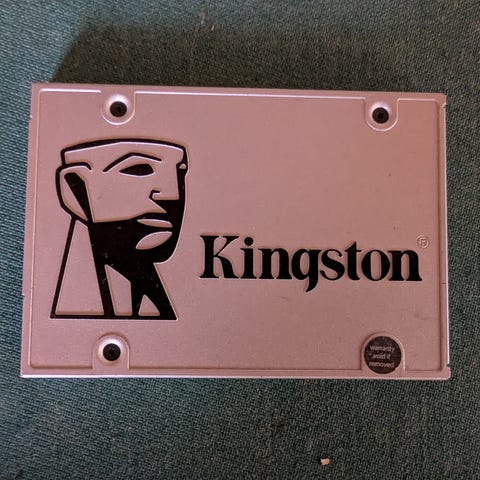 Kingston®
warranty
void if
removed